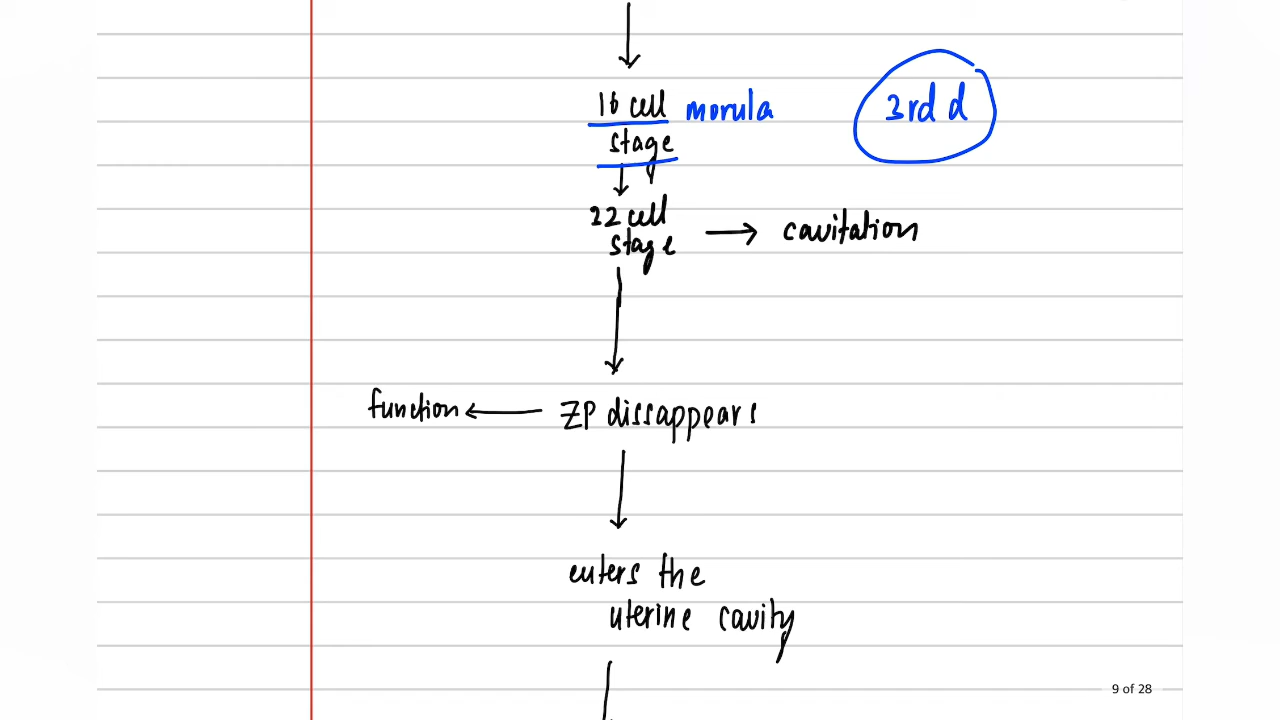 16 cell morula 3rd d
stage
22 cell
stage → cavitation
function ← ZP dissappears
enters the
uterine cavity
9 of 28